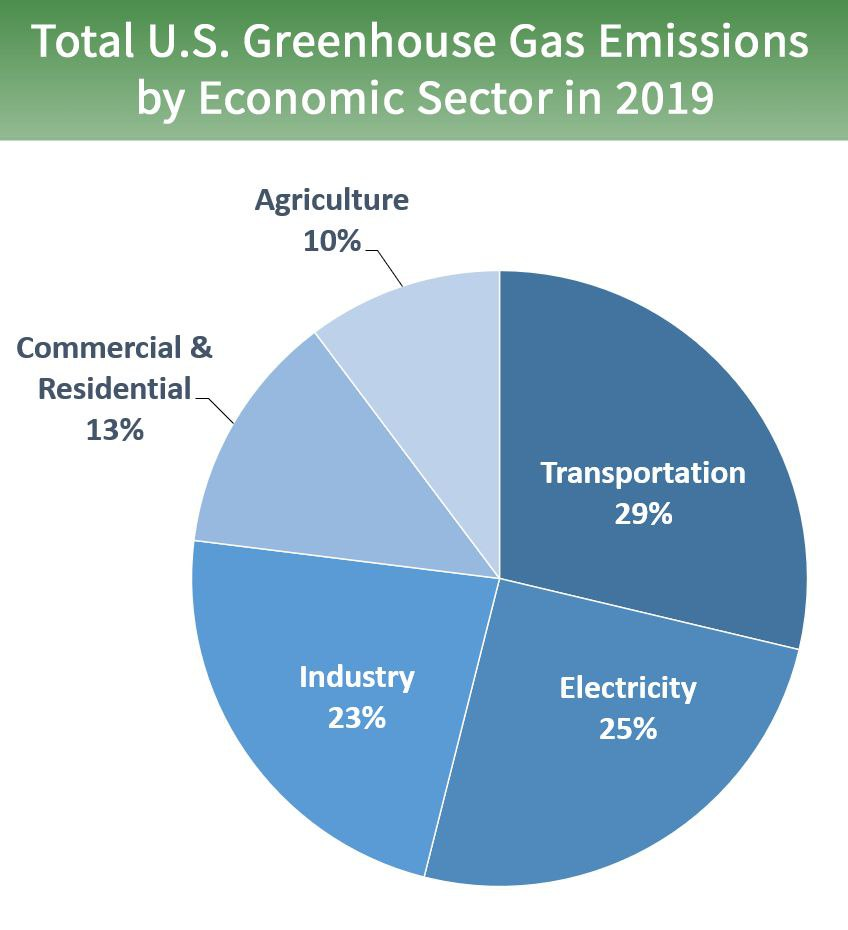 Total U.S. Greenhouse Gas Emissions
by Economic Sector in 2019
Agriculture
10%
Commercial &
Residential
13%
Transportation
29%
Industry
23%
Electricity
25%